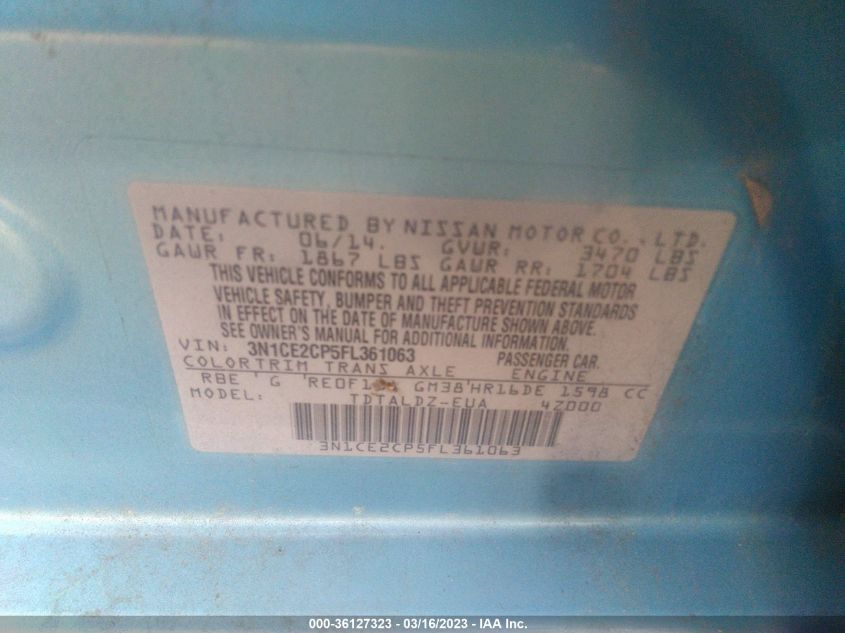 MANUFACTURED BY NISSAN MOTOR CO., LTD.
DATE: 06/14. GVWR: 3470 LBS
GAWR FR: 1867 LBS GAWR RR: 1704 LBS
THIS VEHICLE CONFORMS TO ALL APPLICABLE FEDERAL MOTOR
VEHICLE SAFETY, BUMPER AND THEFT PREVENTION STANDARDS
IN EFFECT ON THE DATE OF MANUFACTURE SHOWN ABOVE.
SEE OWNER'S MANUAL FOR ADDITIONAL INFORMATION.
VIN: 3N1CE2CP5FL361063 PASSENGER CAR.
COLOR TRIM TRANS AXLE ENGINE
RBE G GM38 HR16DE 1598 CC
MODEL: TDTALDZ-EUA 4ZD00
3N1CE2CP5FL361063
000-36127323 - 03/16/2023 - IAA Inc.